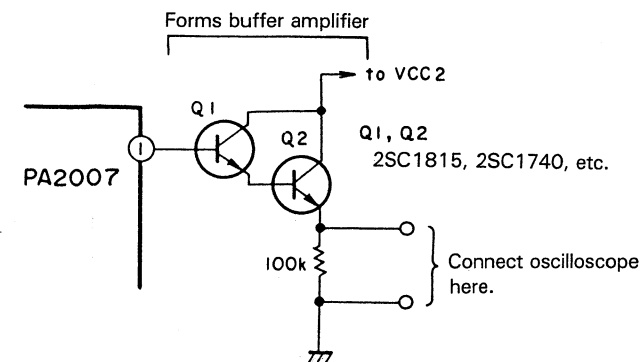 Forms buffer amplifier
to VCC2
Q1
Q2
Q1, Q2
2SC1815, 2SC1740, etc.
1
PA2007
100k
Connect oscilloscope
here.